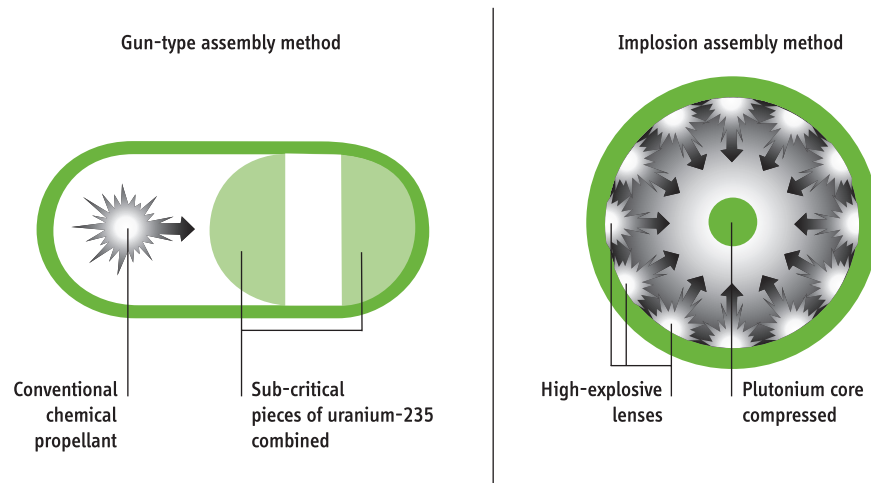 Gun-type assembly method
Conventional
chemical
propellant
Sub-critical
pieces of uranium-235
combined
Implosion assembly method
High-explosive
lenses
Plutonium core
compressed